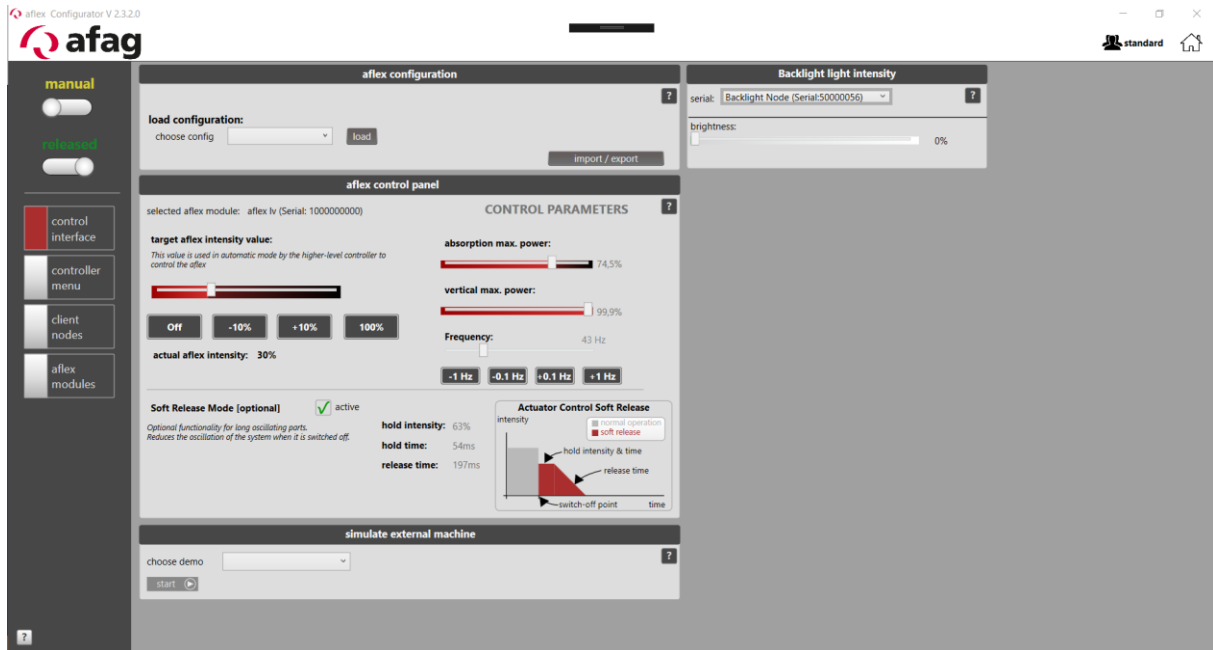 aflex Configurator V 2.3.2.0
afag
standard
manual
released
control
interface
controller
menu
client
nodes
aflex
modules
?
aflex configuration
?
load configuration:
choose config
load
import / export
aflex control panel
selected aflex module: aflex lv (Serial: 1000000000)
CONTROL PARAMETERS
?
target aflex intensity value:
This value is used in automatic mode by the higher-level controller to
control the aflex
Off
-10%
+10%
100%
actual aflex intensity: 30%
absorption max. power:
74,5%
vertical max. power:
99,9%
Frequency:
43 Hz
-1 Hz
-0.1 Hz
+0.1 Hz
+1 Hz
Soft Release Mode [optional]
active
Optional functionality for long oscillating parts.
Reduces the oscillation of the system when it is switched off.
hold intensity: 63%
hold time: 54ms
release time: 197ms
Actuator Control Soft Release
intensity
normal operation
soft release
hold intensity & time
release time
switch-off point
time
simulate external machine
choose demo
?
start
Backlight light intensity
serial: Backlight Node (Serial:50000056)
?
brightness:
0%